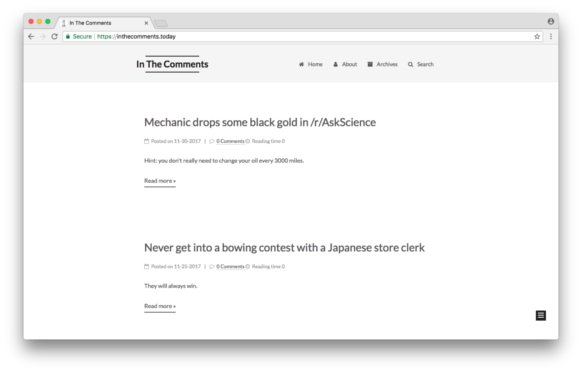 In The Comments
Secure https://inthecomments.today
In The Comments Home About Archives Search
Mechanic drops some black gold in /r/AskScience
Posted on 11-30-2017 | 0 Comments Reading time 0
Hint: you don't really need to change your oil every 3000 miles.
Read more »
Never get into a bowing contest with a Japanese store clerk
Posted on 11-25-2017 | 0 Comments Reading time 0
They will always win.
Read more »